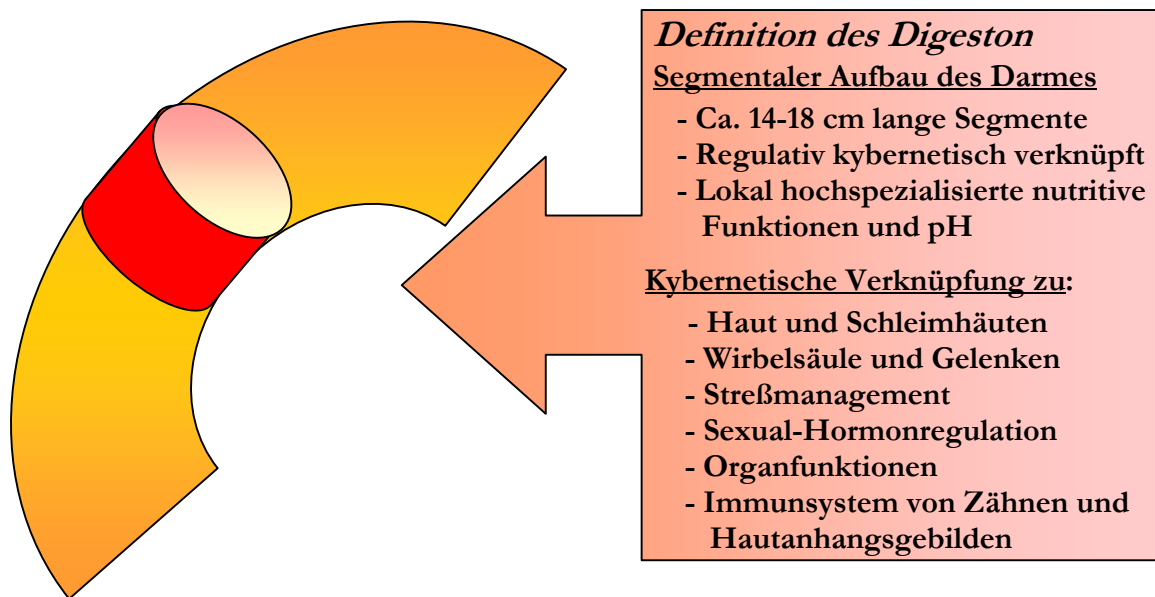 Definition des Digeston
Segmentaler Aufbau des Darmes
- Ca. 14-18 cm lange Segmente
- Regulativ kybernetisch verknüpft
- Lokal hochspezialisierte nutritive
Funktionen und pH
Kybernetische Verknüpfung zu:
- Haut und Schleimhäuten
- Wirbelsäule und Gelenken
- Streßmanagement
- Sexual-Hormonregulation
- Organfunktionen
- Immunsystem von Zähnen und
Hautanhangsgebilden